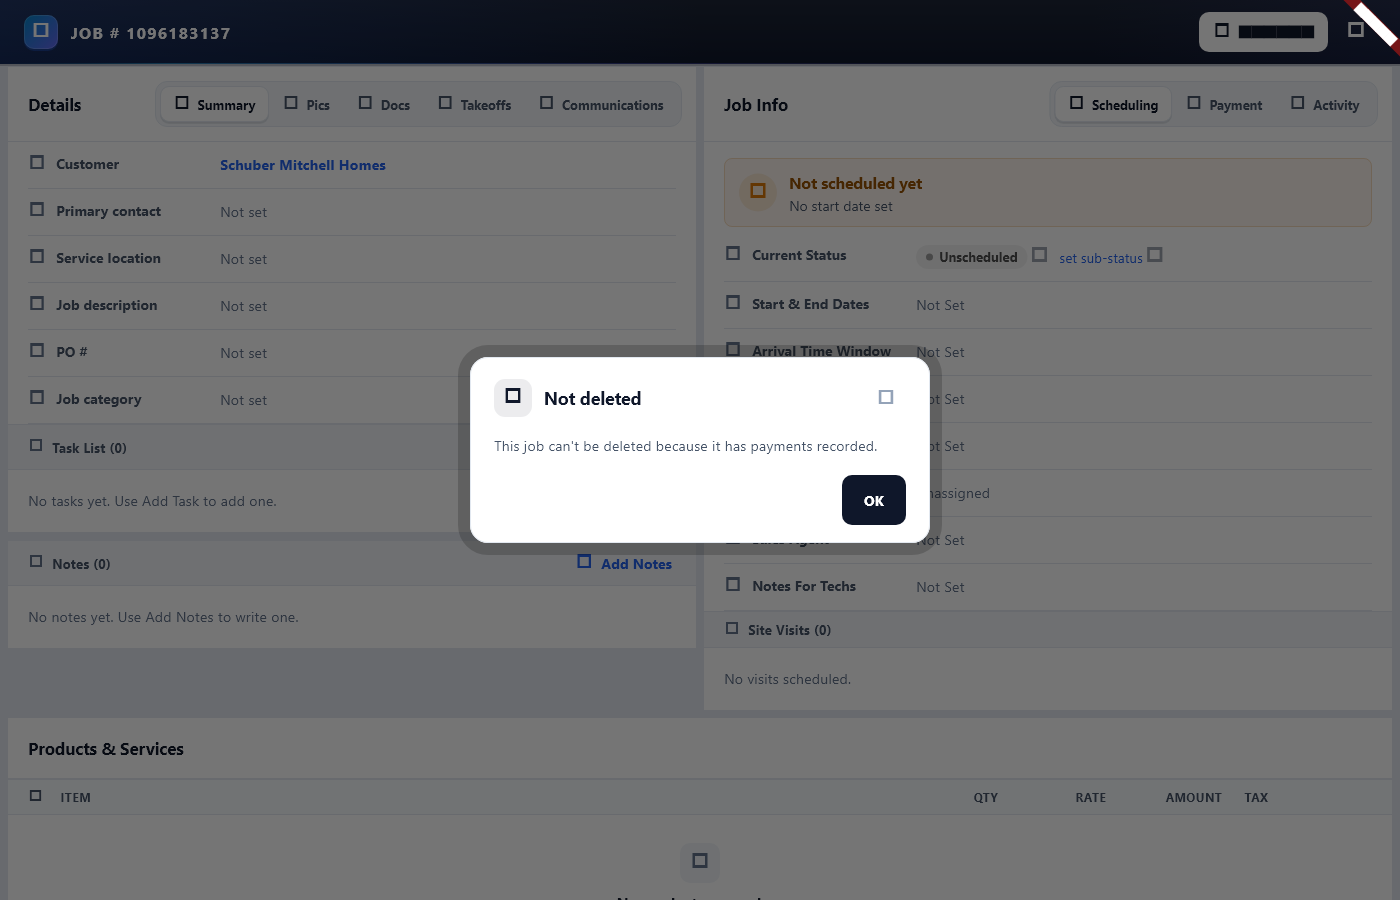 JOB # 1096183137
Details
Summary
Pics
Docs
Takeoffs
Communications
Customer
Schuber Mitchell Homes
Primary contact
Not set
Service location
Not set
Job description
Not set
PO #
Not set
Job category
Not set
Task List (0)
No tasks yet. Use Add Task to add one.
Notes (0)
Add Notes
No notes yet. Use Add Notes to write one.
Job Info
Scheduling
Payment
Activity
Not scheduled yet
No start date set
Current Status
Unscheduled
set sub-status
Start & End Dates
Not Set
Arrival Time Window
Not Set
Not Set
Notes For Techs
Not Set
Site Visits (0)
No visits scheduled.
Not deleted
This job can't be deleted because it has payments recorded.
OK
Products & Services
ITEM
QTY
RATE
AMOUNT
TAX